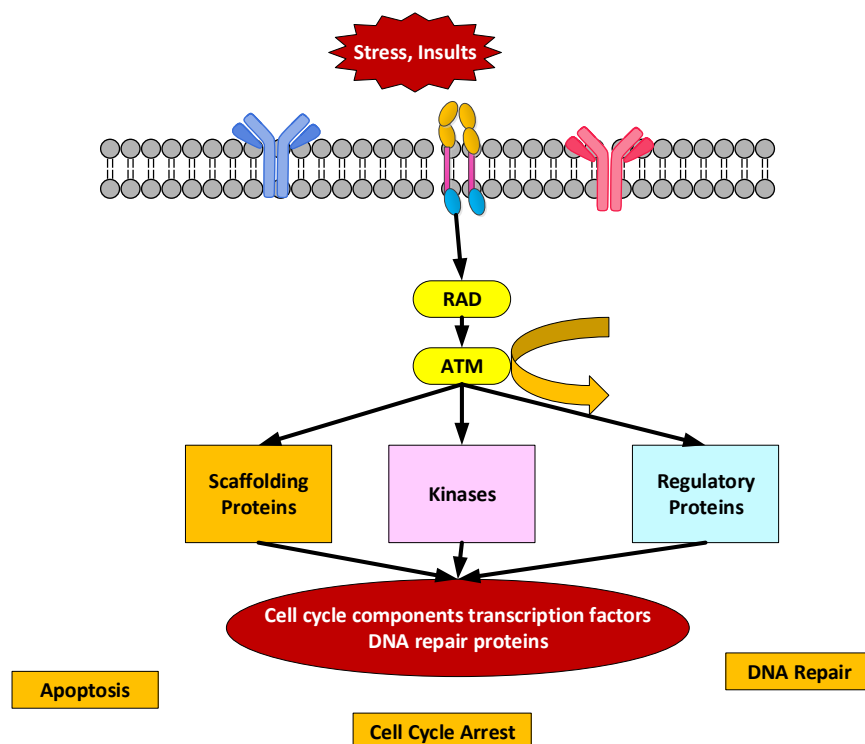 Stress, Insults
RAD
ATM
Scaffolding
Proteins
Kinases
Regulatory
Proteins
Cell cycle components transcription factors
DNA repair proteins
DNA Repair
Apoptosis
Cell Cycle Arrest